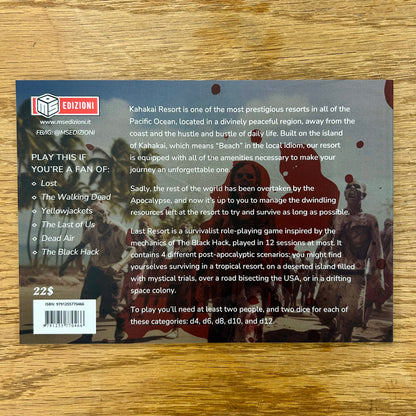 MS EDIZIONI
www.msedizioni.it
FB/IG: @MSEDIZIONI
PLAY THIS IF
YOU'RE A FAN OF:
Lost
The Walking Dead
Yellowjackets
The Last of Us
Dead Air
The Black Hack
22$
ISBN: 9791255770466
9 791255 770466
Kahakai Resort is one of the most prestigious resorts in all of the
Pacific Ocean, located in a divinely peaceful region, away from the
coast and the hustle and bustle of daily life. Built on the island
of Kahakai, which means "Beach" in the local idiom, our resort
is equipped with all of the amenities necessary to make your
journey an unforgettable one.
Sadly, the rest of the world has been overtaken by the
Apocalypse, and now it's up to you to manage the dwindling
resources left at the resort to try and survive as long as possible.
Last Resort is a survivalist role-playing game inspired by the
mechanics of The Black Hack, played in 12 sessions at most. It
contains 4 different post-apocalyptic scenarios; you might find
yourselves surviving in a tropical resort, on a deserted island filled
with mystical trials, over a road bisecting the USA, or in a drifting
space colony.
To play you'll need at least two people, and two dice for each of
these categories: d4, d6, d8, d10, and d12.